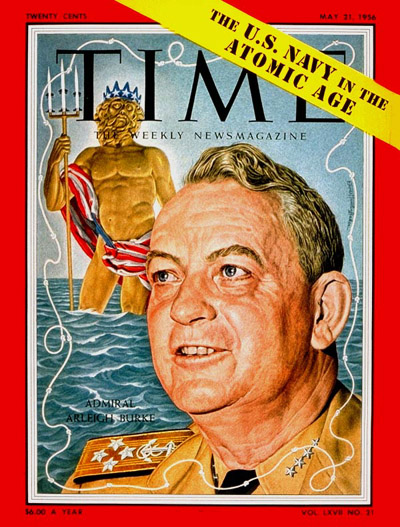 TWENTY CENTS
MAY 21, 1956
THE U.S. NAVY IN THE
ATOMIC AGE
TIME
THE WEEKLY NEWSMAGAZINE
ADMIRAL
ARLEIGH BURKE
$6.00 A YEAR
VOL. LXVII NO. 21